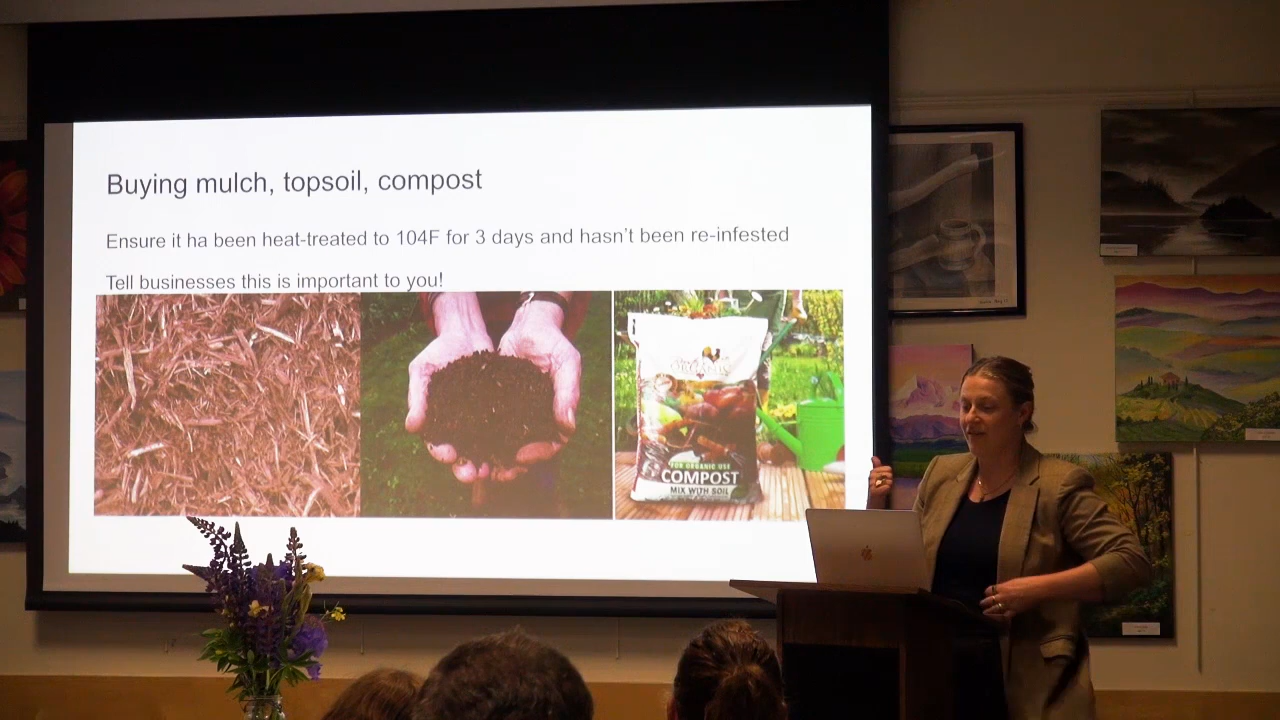 Buying mulch, topsoil, compost
Ensure it ha been heat-treated to 104F for 3 days and hasn't been re-infested
Tell businesses this is important to you!
FOR ORGANIC USE
COMPOST
MIX WITH SOIL